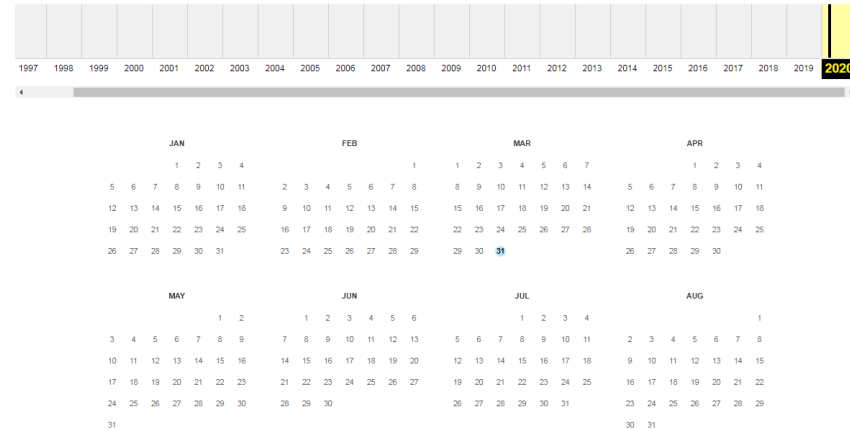 1997 1998 1999 2000 2001 2002 2003 2004 2005 2006 2007 2008 2009 2010 2011 2012 2013 2014 2015 2016 2017 2018 2019 2020
JAN FEB MAR APR
1 2 3 4 1 1 2 3 4 5 6 7 1 2 3 4
5 6 7 8 9 10 11 2 3 4 5 6 7 8 8 9 10 11 12 13 14 5 6 7 8 9 10 11
12 13 14 15 16 17 18 9 10 11 12 13 14 15 15 16 17 18 19 20 21 12 13 14 15 16 17 18
19 20 21 22 23 24 25 16 17 18 19 20 21 22 22 23 24 25 26 27 28 19 20 21 22 23 24 25
26 27 28 29 30 31 23 24 25 26 27 28 29 29 30 31 26 27 28 29 30
MAY JUN JUL AUG
1 2 1 2 3 4 5 6 1 2 3 4 1
3 4 5 6 7 8 9 7 8 9 10 11 12 13 5 6 7 8 9 10 11 2 3 4 5 6 7 8
10 11 12 13 14 15 16 14 15 16 17 18 19 20 12 13 14 15 16 17 18 9 10 11 12 13 14 15
17 18 19 20 21 22 23 21 22 23 24 25 26 27 19 20 21 22 23 24 25 16 17 18 19 20 21 22
24 25 26 27 28 29 30 28 29 30 26 27 28 29 30 31 23 24 25 26 27 28 29
31 30 31